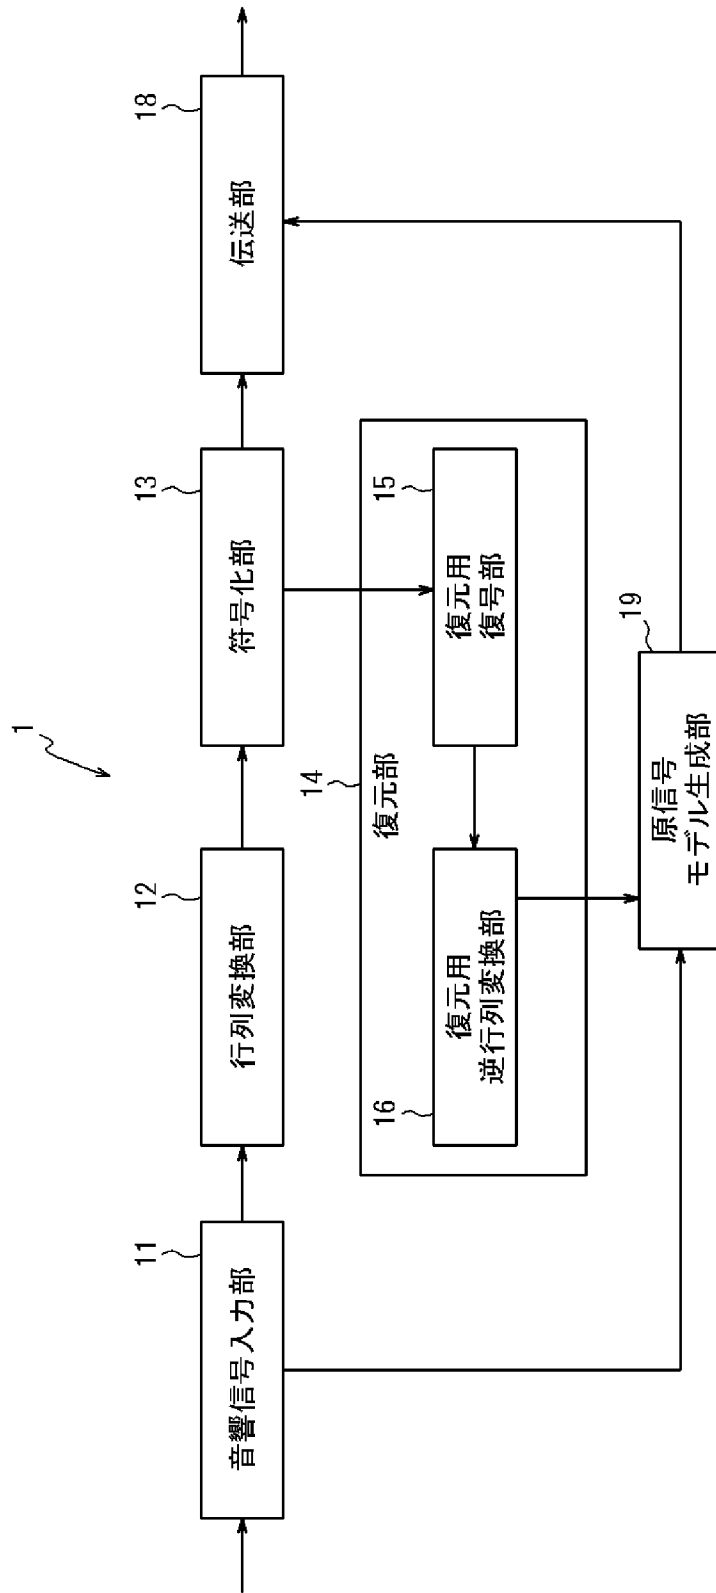 1
11
音響信号入力部
12
行列変換部
13
符号化部
18
伝送部
14
復元部
16
復元用
逆行列変換部
15
復元用
復号部
19
原信号
モデル生成部